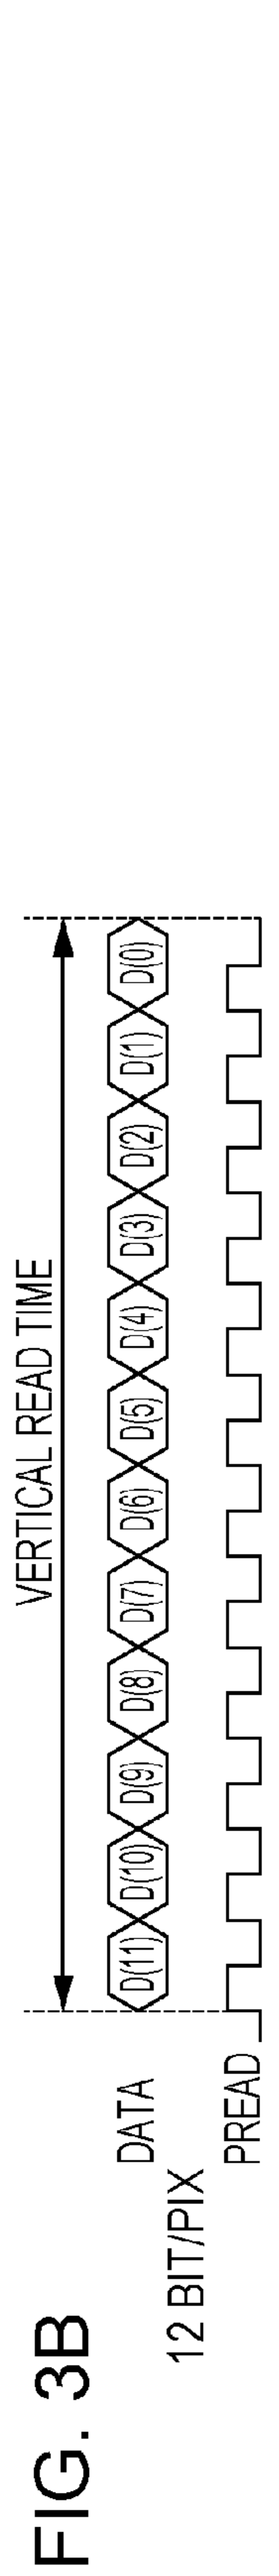 FIG. 3B
VERTICAL READ TIME
DATA
D(11) D(10) D(9) D(8) D(7) D(6) D(5) D(4) D(3) D(2) D(1) D(0)
12 BIT/PIX
PREAD